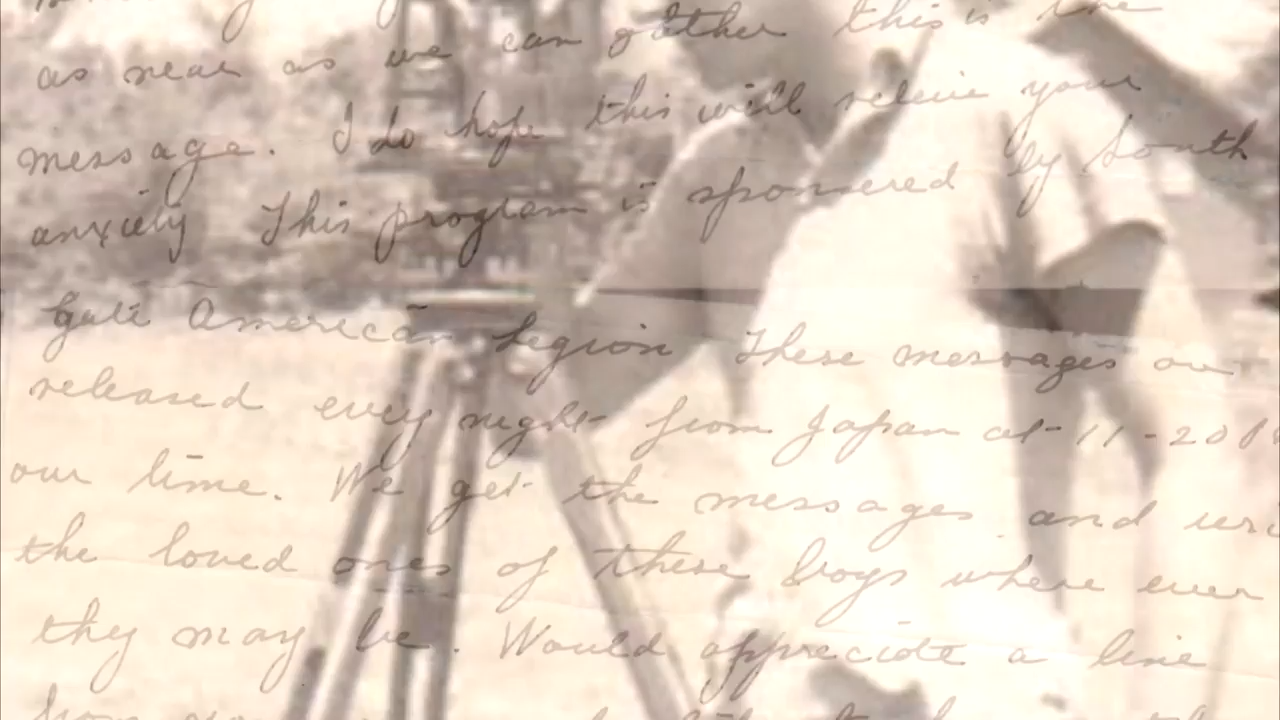 as near as we can gather this is the
message. I do hope this will releive your
anxiety This program is sponsered by South
Gate American Legion These messages are
released every night from Japan at 11-20 P
our time. We get the messages and
the loved ones of these boys where ever
they may be. Would appreciate a line
from you